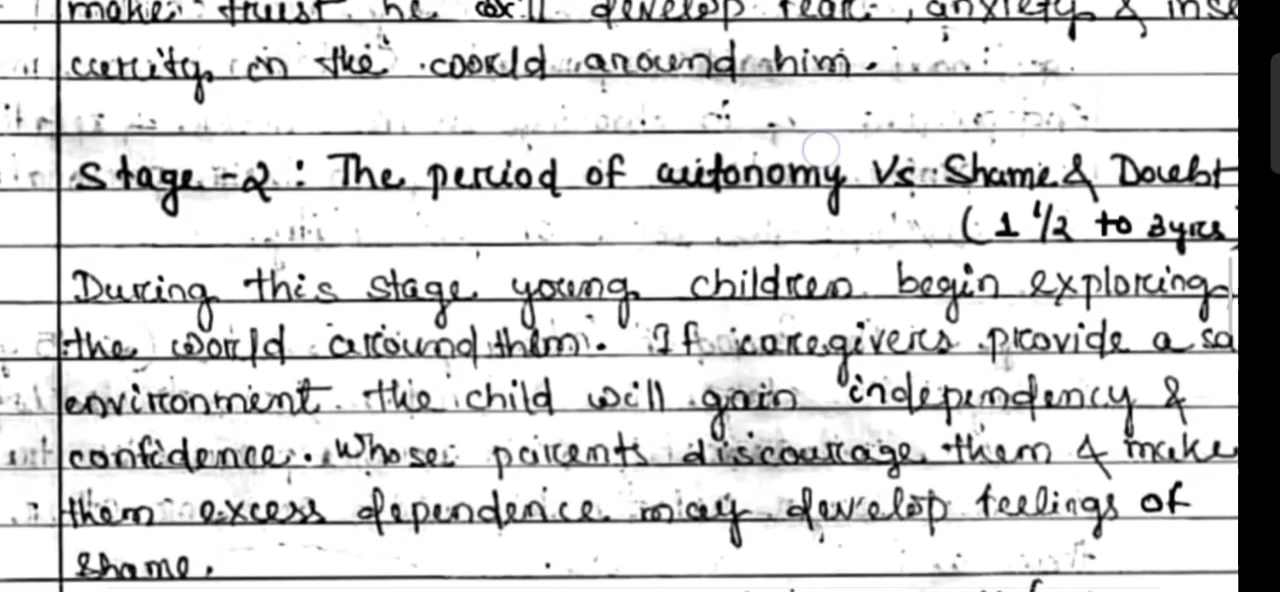 make trust he will develop fear, anxiety & inse
curity in the world around him.
Stage -2 : The period of autonomy Vs Shame & Doubt
( 1 1/2 to 3yrs
During this stage young children begin exploring
the world around them. If caregivers provide a sa
environment the child will gain independency &
confidence. Whose parents discourage them & make
them excess dependence may develop feelings of
shame.